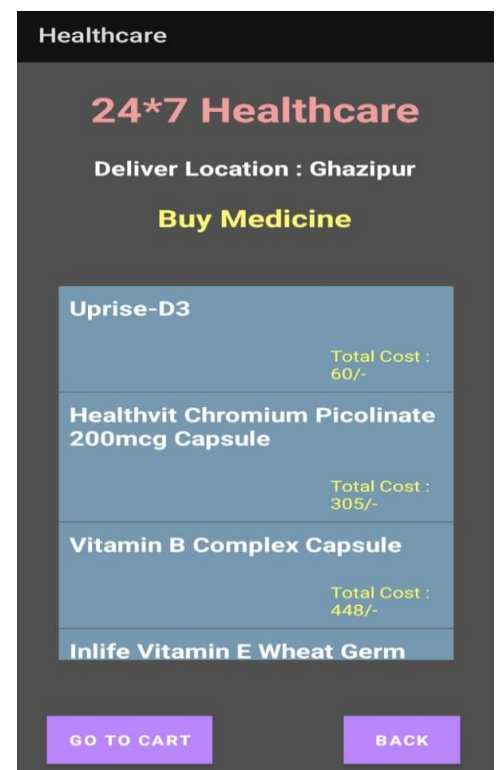 Healthcare
24*7 Healthcare
Deliver Location : Ghazipur
Buy Medicine
Uprise-D3
Total Cost :
60/-
Healthvit Chromium Picolinate
200mcg Capsule
Total Cost :
305/-
Vitamin B Complex Capsule
Total Cost :
448/-
Inlife Vitamin E Wheat Germ
GO TO CART
BACK